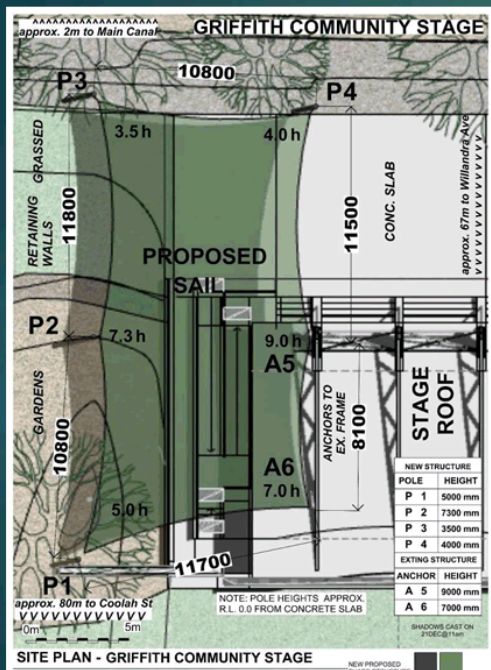 GRIFFITH COMMUNITY STAGE
approx. 2m to Main Canal
10800
P3
P4
3.5 h
4.0 h
GRASSED
RETAINING
WALLS
11800
11500
CONC. SLAB
approx. 67m to Willandra Ave
PROPOSED
SAIL
P2
7.3 h
9.0 h
A5
GARDENS
10800
ANCHORS TO
EX. FRAME
8100
STAGE
ROOF
A6
7.0 h
5.0 h
11700
P1
NEW STRUCTURE
POLE HEIGHT
P 1 5000 mm
P 2 7300 mm
P 3 3500 mm
P 4 4000 mm
EXTING STRUCTURE
ANCHOR HEIGHT
A 5 9000 mm
A 6 7000 mm
SHADOWS CAST ON
21DEC@11am
NOTE: POLE HEIGHTS APPROX.
R.L. 0.0 FROM CONCRETE SLAB
approx. 80m to Coolah St
0m 5m
SITE PLAN - GRIFFITH COMMUNITY STAGE
NEW PROPOSED